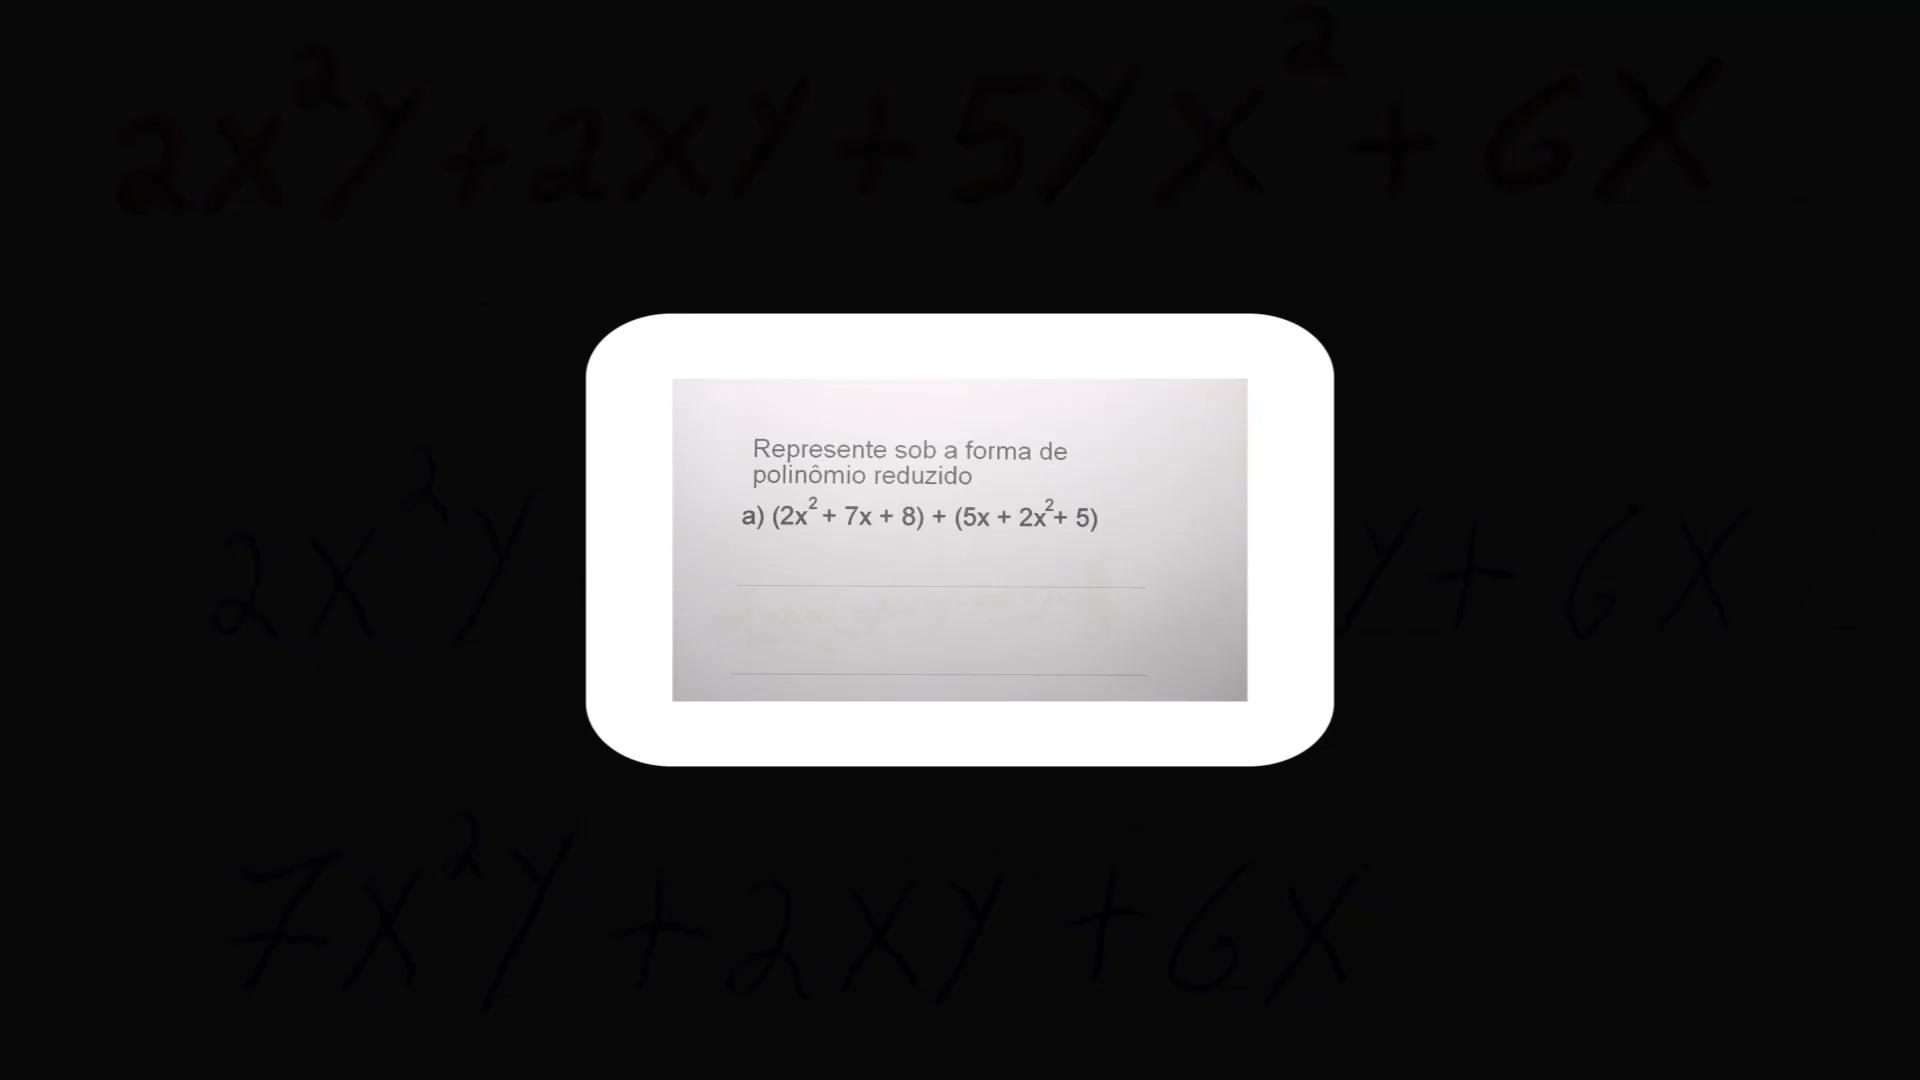 2x²y + 2xy + 5yx² + 6x
Represente sob a forma de
polinômio reduzido
a) (2x² + 7x + 8) + (5x + 2x² + 5)
2x²y
y + 6x
7x²y + 2xy + 6x